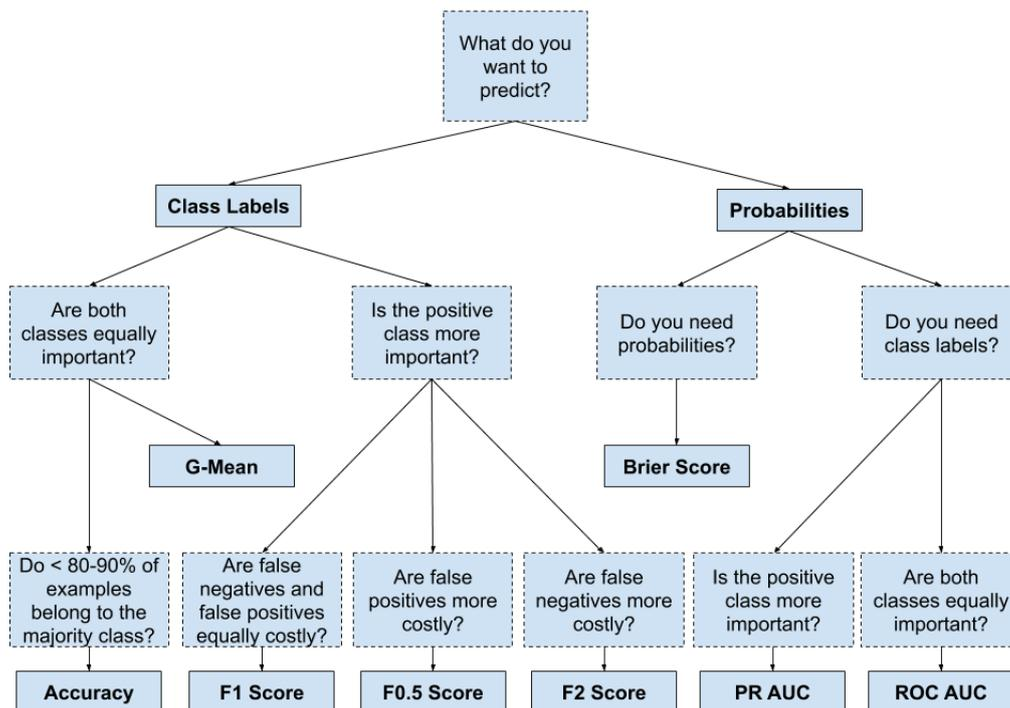 What do you
want to
predict?
Class Labels
Probabilities
Are both
classes equally
important?
Is the positive
class more
important?
Do you need
probabilities?
Do you need
class labels?
G-Mean
Brier Score
Do < 80-90% of
examples
belong to the
majority class?
Are false
negatives and
false positives
equally costly?
Are false
positives more
costly?
Are false
negatives more
costly?
Is the positive
class more
important?
Are both
classes equally
important?
Accuracy
F1 Score
F0.5 Score
F2 Score
PR AUC
ROC AUC